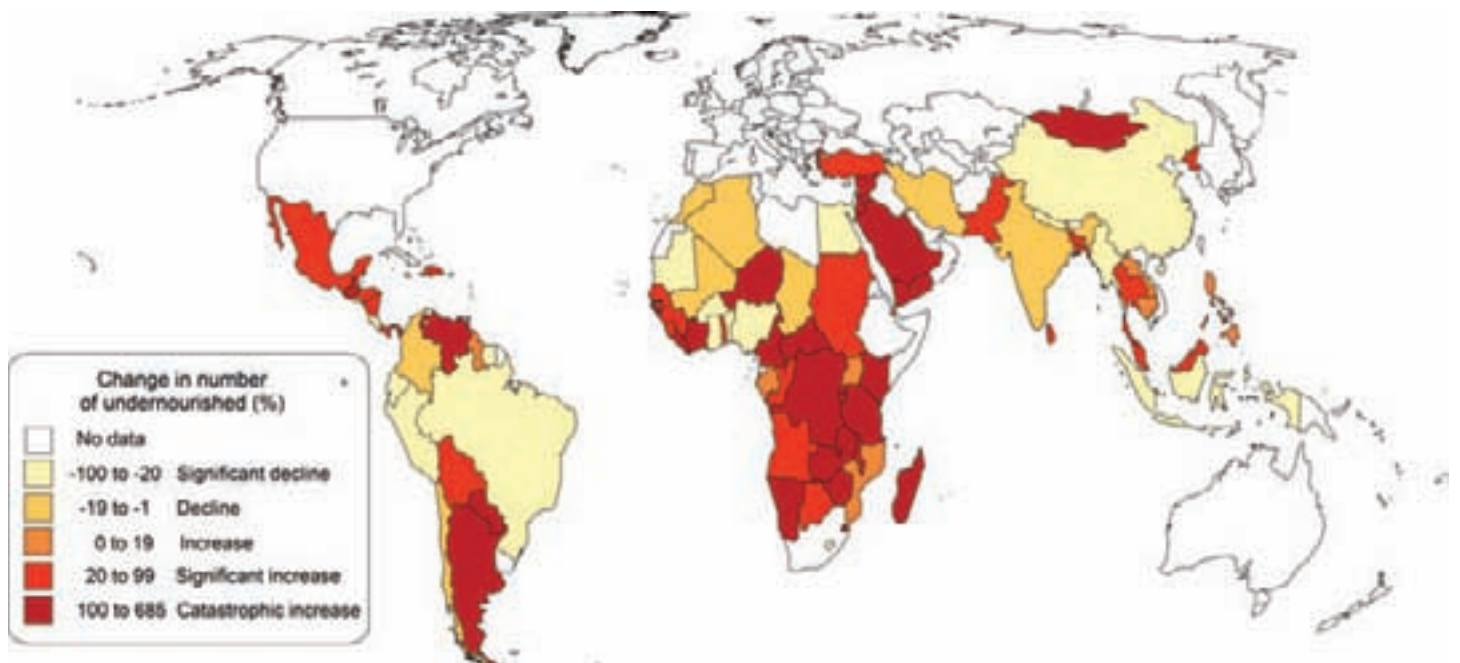 Change in number
of undernourished (%)
No data
-100 to -20 Significant decline
-19 to -1 Decline
0 to 19 Increase
20 to 99 Significant increase
100 to 685 Catastrophic increase